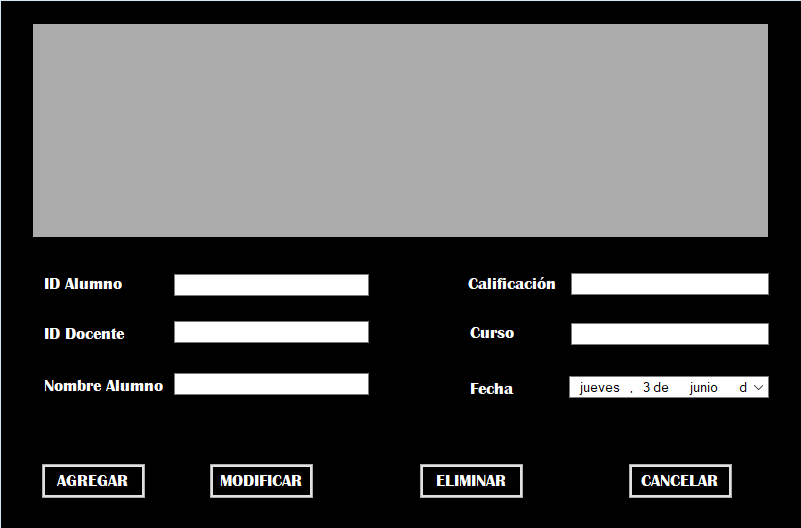 ID Alumno
Calificación
ID Docente
Curso
Nombre Alumno
Fecha
jueves , 3 de junio d
AGREGAR
MODIFICAR
ELIMINAR
CANCELAR